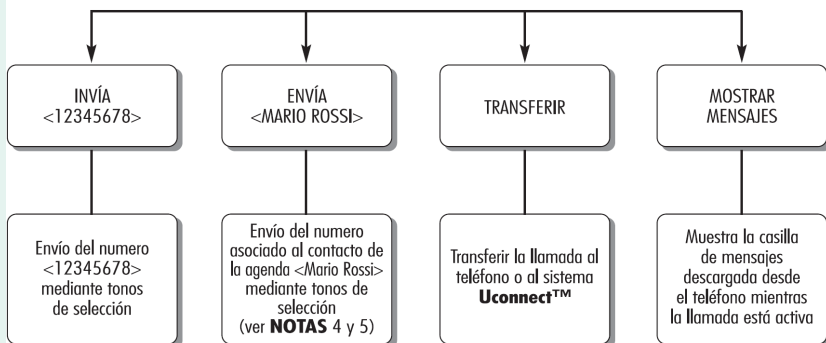 INVÍA
<12345678>
ENVÍA
<MARIO ROSSI>
TRANSFERIR
MOSTRAR
MENSAJES
Envío del numero
<12345678>
mediante tonos
de selección
Envío del numero
asociado al contacto de
la agenda <Mario Rossi>
mediante tonos de
selección
(ver NOTAS 4 y 5)
Transferir la llamada al
teléfono o al sistema
Uconnect™
Muestra la casilla
de mensajes
descargada desde
el teléfono mientras
la llamada está activa